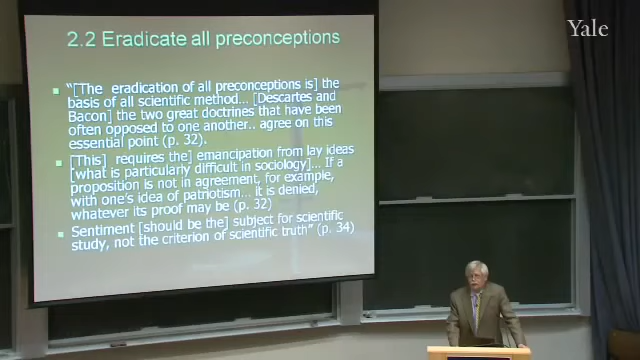 Yale
2.2 Eradicate all preconceptions
“[The eradication of all preconceptions is] the
basis of all scientific method... [Descartes and
Bacon] the two great doctrines that have been
often opposed to one another.. agree on this
essential point (p. 32).
[This] requires the] emancipation from lay ideas
[what is particularly difficult in sociology]... If a
proposition is not in agreement, for example,
with one's idea of patriotism... it is denied,
whatever its proof may be (p. 32)
Sentiment [should be the] subject for scientific
study, not the criterion of scientific truth” (p. 34)